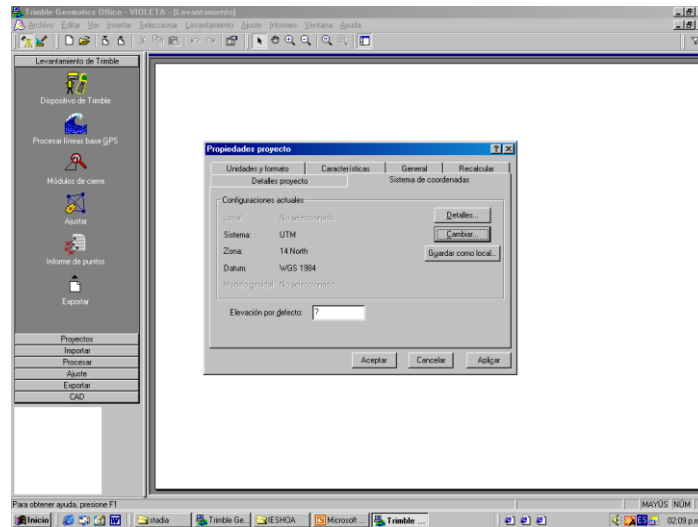 Trimble Geomatics Office - VIOLETA - [Levantamiento]
Archivo Editar Ver Insertar Seleccionar Levantamiento Ajuste Informes Ventana Ayuda
Levantamiento de Trimble
Dispositivo de Trimble
Procesar líneas base GPS
Módulos de cierre
Ajustar
Informe de puntos
Exportar
Proyectos
Importar
Procesar
Ajuste
Exportar
CAD
Propiedades proyecto
Unidades y formato Características General Recalcular
Detalles proyecto Sistema de coordenadas
Configuraciones actuales
Local No seleccionado
Sistema: UTM
Zona: 14 North
Datum: WGS 1984
Modelo geoidal No seleccionado
Detalles...
Cambiar...
Guardar como local...
Elevación por defecto: ?
Aceptar Cancelar Aplicar
Para obtener ayuda, presione F1
MAYÚS NÚM
Inicio stadia Trimble Ge... IESHOA Microsoft ... Trimble ... ES 02:09 p.m.